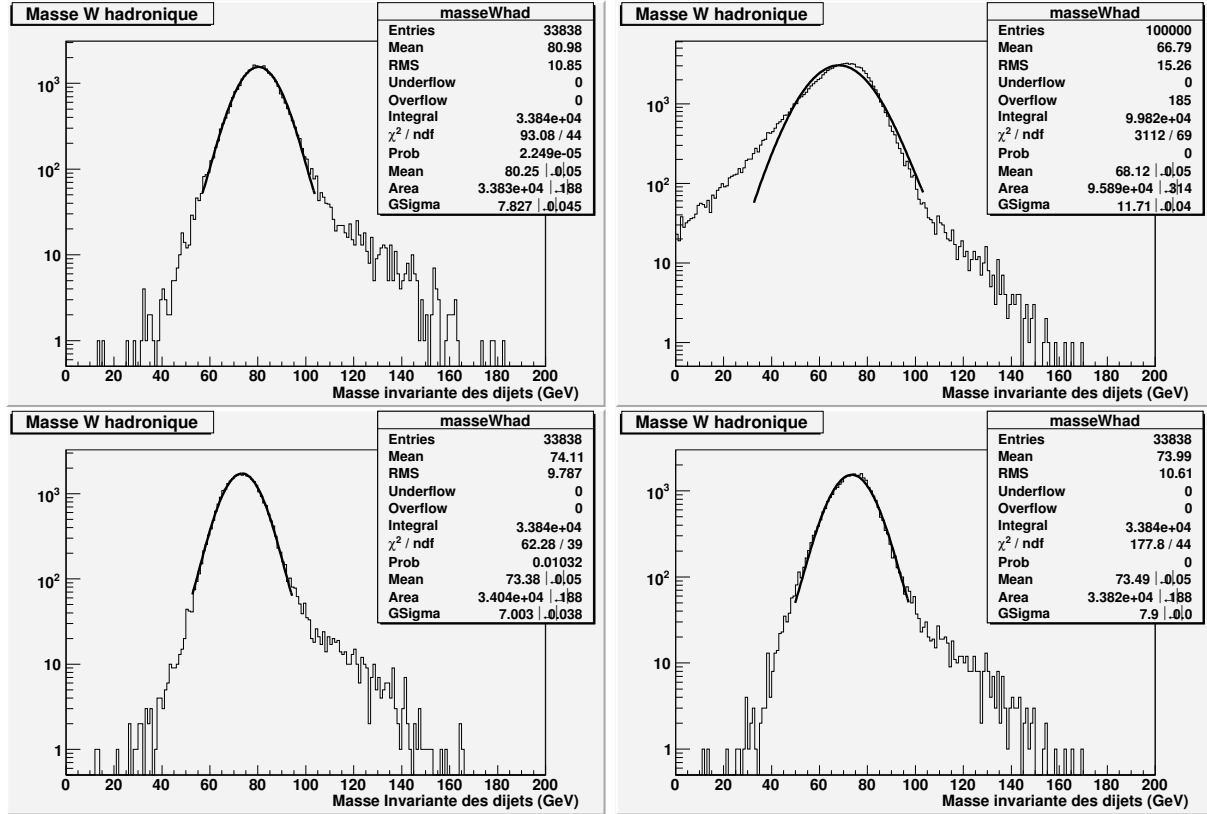 Masse W hadronique
masseWhad
Entries 33838
Mean 80.98
RMS 10.85
Underflow 0
Overflow 0
Integral 3.384e+04
χ² / ndf 93.08 / 44
Prob 2.249e-05
Mean 80.25 0.05
Area 3.383e+04 188
GSigma 7.827 0.045
10³
10²
10
1
0 20 40 60 80 100 120 140 160 180 200
Masse invariante des dijets (GeV)
Masse W hadronique
masseWhad
Entries 100000
Mean 66.79
RMS 15.26
Underflow 0
Overflow 185
Integral 9.982e+04
χ² / ndf 3112 / 69
Prob 0
Mean 68.12 0.05
Area 9.589e+04 314
GSigma 11.71 0.04
10³
10²
10
1
0 20 40 60 80 100 120 140 160 180 200
Masse invariante des dijets (GeV)
Masse W hadronique
masseWhad
Entries 33838
Mean 74.11
RMS 9.787
Underflow 0
Overflow 0
Integral 3.384e+04
χ² / ndf 62.28 / 39
Prob 0.01032
Mean 73.38 0.05
Area 3.404e+04 188
GSigma 7.003 0.038
10³
10²
10
1
0 20 40 60 80 100 120 140 160 180 200
Masse Invariante des dijets (GeV)
Masse W hadronique
masseWhad
Entries 33838
Mean 73.99
RMS 10.61
Underflow 0
Overflow 0
Integral 3.384e+04
χ² / ndf 177.8 / 44
Prob 0
Mean 73.49 0.05
Area 3.382e+04 188
GSigma 7.9 0.0
10³
10²
10
1
0 20 40 60 80 100 120 140 160 180 200
Masse invariante des dijets (GeV)